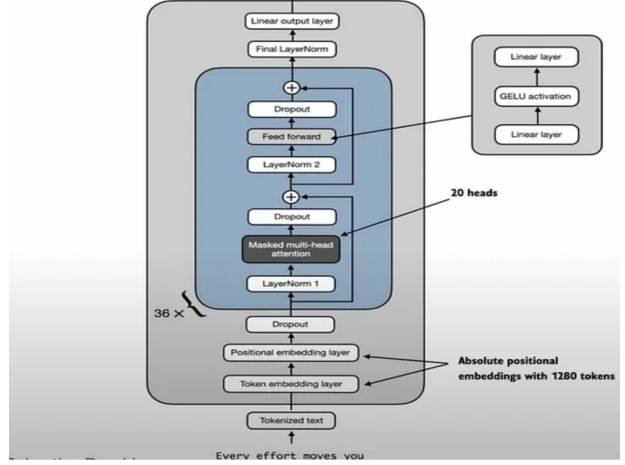 Linear output layer
Final LayerNorm
Linear layer
GELU activation
Linear layer
Dropout
Feed forward
LayerNorm 2
20 heads
Dropout
Masked multi-head
attention
LayerNorm 1
36 ×
Dropout
Positional embedding layer
Absolute positional
embeddings with 1280 tokens
Token embedding layer
Tokenized text
Every effort moves you